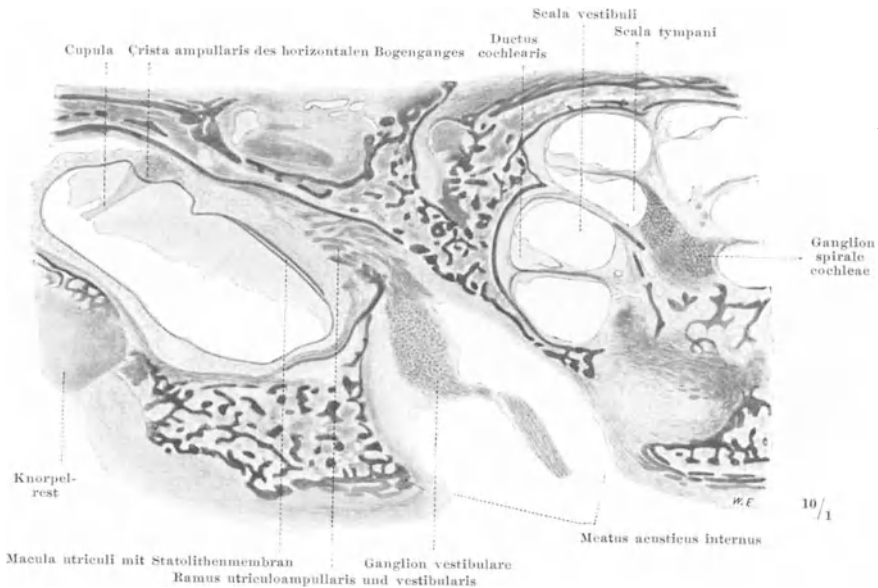 Scala vestibuli
Cupula
Crista ampullaris des horizontalen Bogenganges
Ductus
cochlearis
Scala tympani
Ganglion
spirale
cochleae
Knorpel-
rest
W.E.
10/1
Meatus acusticus internus
Macula utriculi mit Statolithenmembran
Ganglion vestibulare
Ramus utriculoampullaris und vestibularis